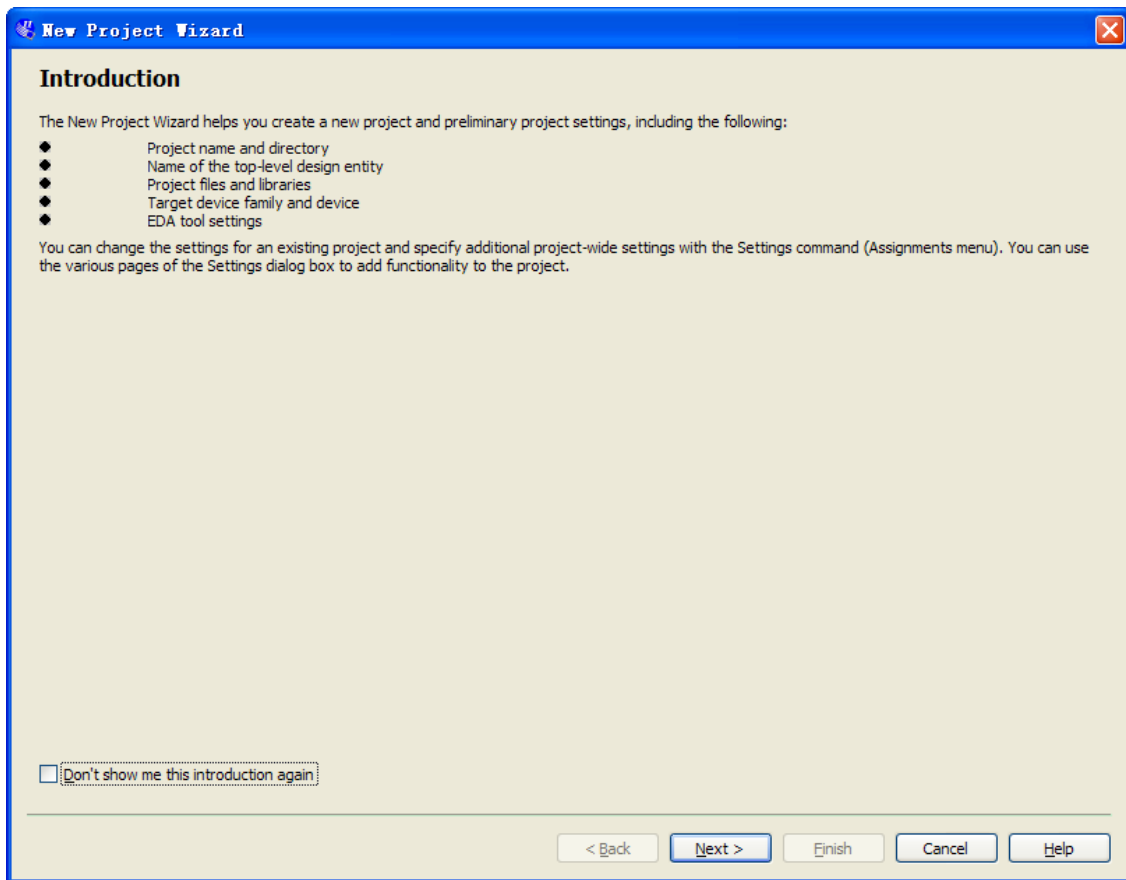 New Project Wizard
Introduction
The New Project Wizard helps you create a new project and preliminary project settings, including the following:
Project name and directory
Name of the top-level design entity
Project files and libraries
Target device family and device
EDA tool settings
You can change the settings for an existing project and specify additional project-wide settings with the Settings command (Assignments menu). You can use
the various pages of the Settings dialog box to add functionality to the project.
Don't show me this introduction again
< Back Next > Finish Cancel Help